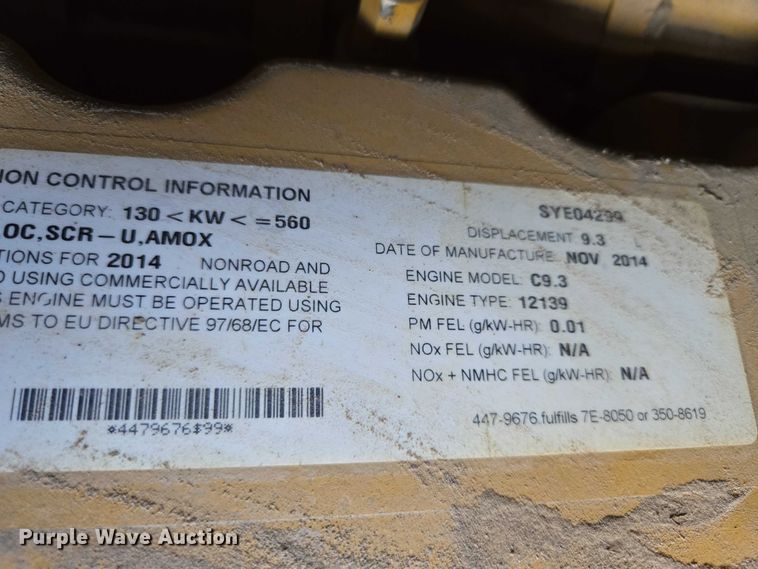 ION CONTROL INFORMATION
CATEGORY: 130 < KW < =560
OC,SCR-U,AMOX
TIONS FOR 2014 NONROAD AND
USING COMMERCIALLY AVAILABLE
ENGINE MUST BE OPERATED USING
MS TO EU DIRECTIVE 97/68/EC FOR
*4479676$99*
SYE04299
DISPLACEMENT 9.3 L
DATE OF MANUFACTURE: NOV 2014
ENGINE MODEL: C9.3
ENGINE TYPE: 12139
PM FEL (g/kW-HR): 0.01
NOx FEL (g/kW-HR): N/A
NOx + NMHC FEL (g/kW-HR): N/A
447-9676 fulfills 7E-8050 or 350-8619
Purple Wave Auction